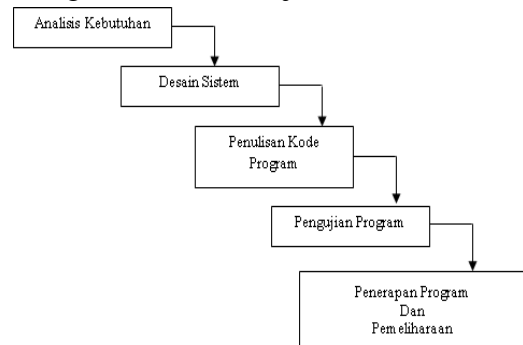 Analisis Kebutuhan
Desain Sistem
Penulisan Kode
Program
Pengujian Program
Penerapan Program
Dan
Pemeliharaan